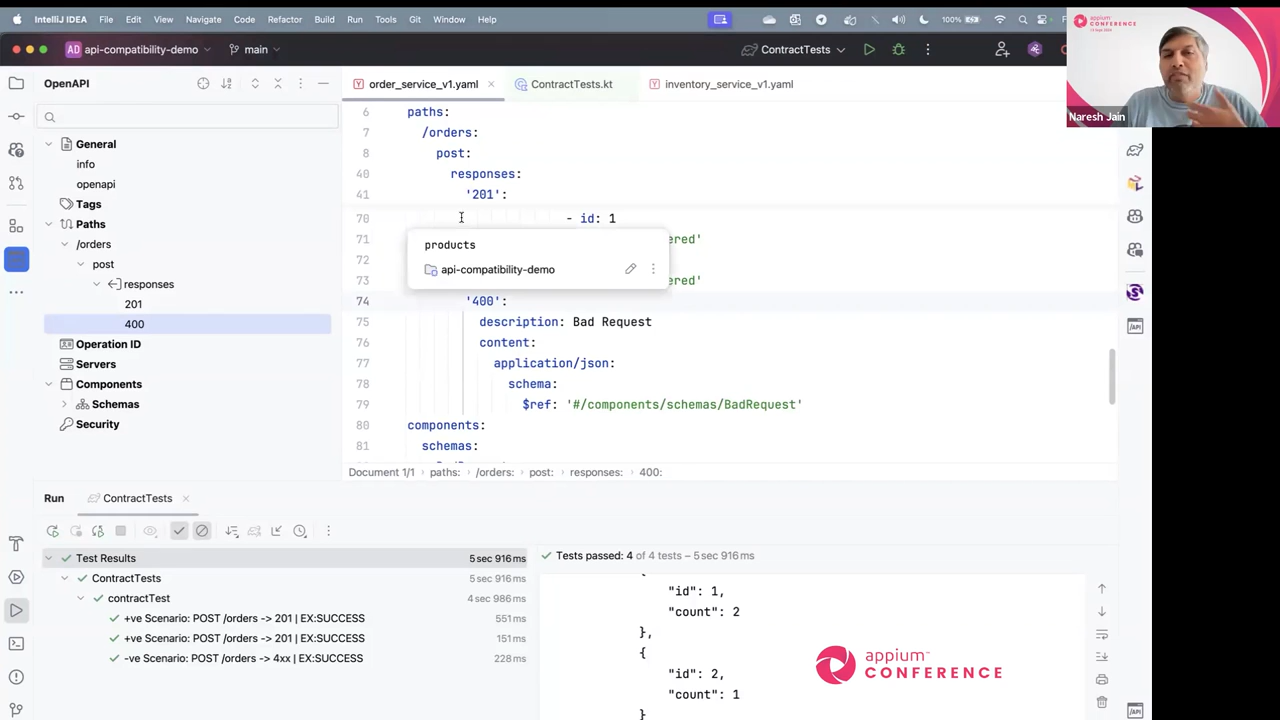 IntelliJ IDEA File Edit View Navigate Code Refactor Build Run Tools Git Window Help 100%
appium CONFERENCE
Naresh Jain
AD api-compatibility-demo main ContractTests
OpenAPI
order_service_v1.yaml ContractTests.kt inventory_service_v1.yaml
General
info
openapi
Tags
Paths
/orders
post
responses
201
400
Operation ID
Servers
Components
Schemas
Security
6 paths:
7 /orders:
8 post:
40 responses:
41 '201':
70 - id: 1
71 ered'
72
73 ered'
products
api-compatibility-demo
74 '400':
75 description: Bad Request
76 content:
77 application/json:
78 schema:
79 $ref: '#/components/schemas/BadRequest'
80 components:
81 schemas:
Document 1/1 paths: /orders: post: responses: 400:
Run ContractTests
Test Results 5 sec 916 ms
ContractTests 5 sec 916 ms
contractTest 4 sec 986 ms
+ve Scenario: POST /orders -> 201 | EX:SUCCESS 551 ms
+ve Scenario: POST /orders -> 201 | EX:SUCCESS 151 ms
-ve Scenario: POST /orders -> 4xx | EX:SUCCESS 228 ms
Tests passed: 4 of 4 tests – 5 sec 916 ms
{
"id": 1,
"count": 2
},
{
"id": 2,
"count": 1
}
appium
CONFERENCE